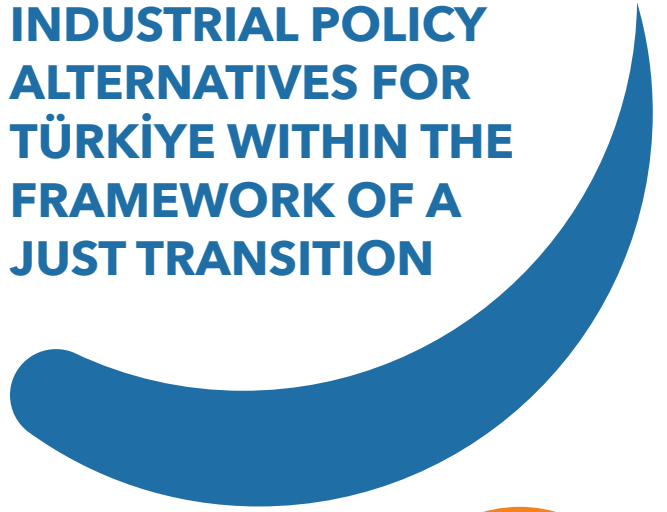 INDUSTRIAL POLICY
ALTERNATIVES FOR
TÜRKİYE WITHIN THE
FRAMEWORK OF A
JUST TRANSITION